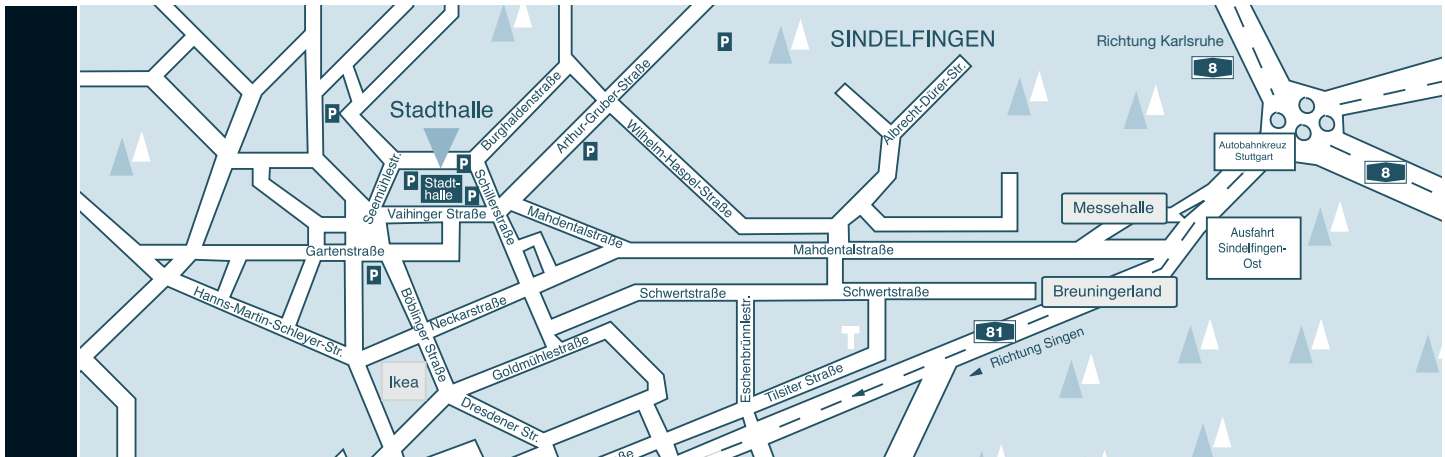 SINDELFINGEN
Richtung Karlsruhe
8
P
Stadthalle
P
Burghaldenstraße
Arthur-Gruber-Straße
Wilhelm-Haspel-Straße
Albrecht-Dürer-Str.
P
Autobahnkreuz
Stuttgart
8
Seemühlestr.
P
P
Stadt-
halle
P
Schillerstraße
Vaihinger Straße
Mahdentalstraße
Messehalle
Gartenstraße
Mahdentalstraße
Ausfahrt
Sindelfingen-
Ost
P
Hanns-Martin-Schleyer-Str.
Böblinger Straße
Neckarstraße
Schwertstraße
Schwertstraße
Breuningerland
81
Richtung Singen
Goldmühlestraße
Eschenbrünnlestr.
Tilsiter Straße
Ikea
Dresdener Str.